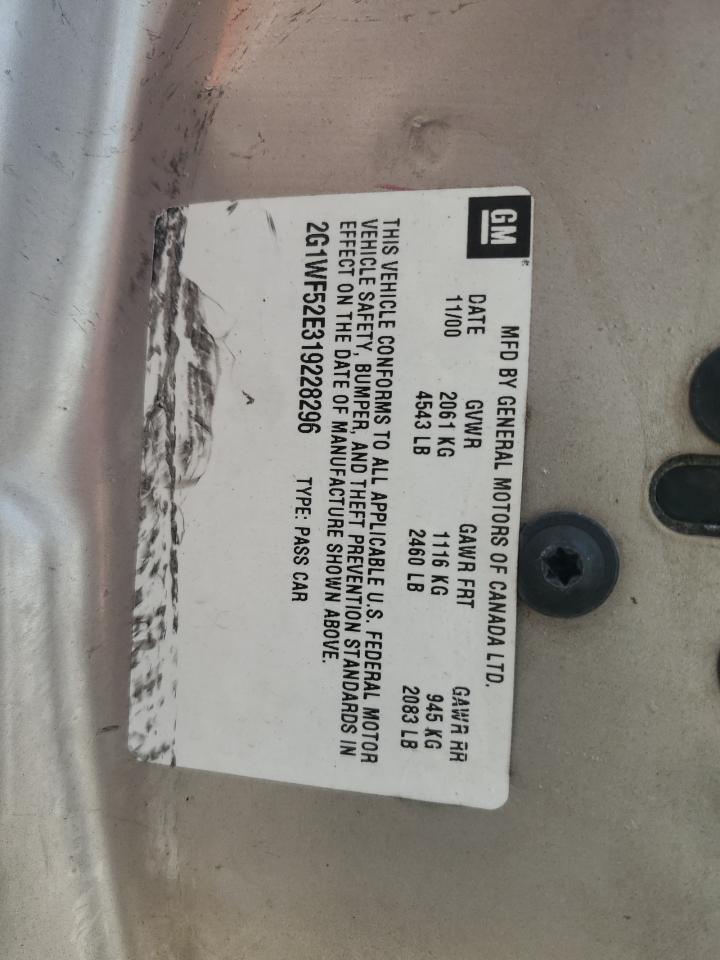 GM
MFD BY GENERAL MOTORS OF CANADA LTD.
DATE GVWR GAWR FRT GAWR RR
11/00 2061 KG 1116 KG 945 KG
4543 LB 2460 LB 2083 LB
THIS VEHICLE CONFORMS TO ALL APPLICABLE U.S. FEDERAL MOTOR
VEHICLE SAFETY, BUMPER, AND THEFT PREVENTION STANDARDS IN
EFFECT ON THE DATE OF MANUFACTURE SHOWN ABOVE.
2G1WF52E319228296 TYPE: PASS CAR